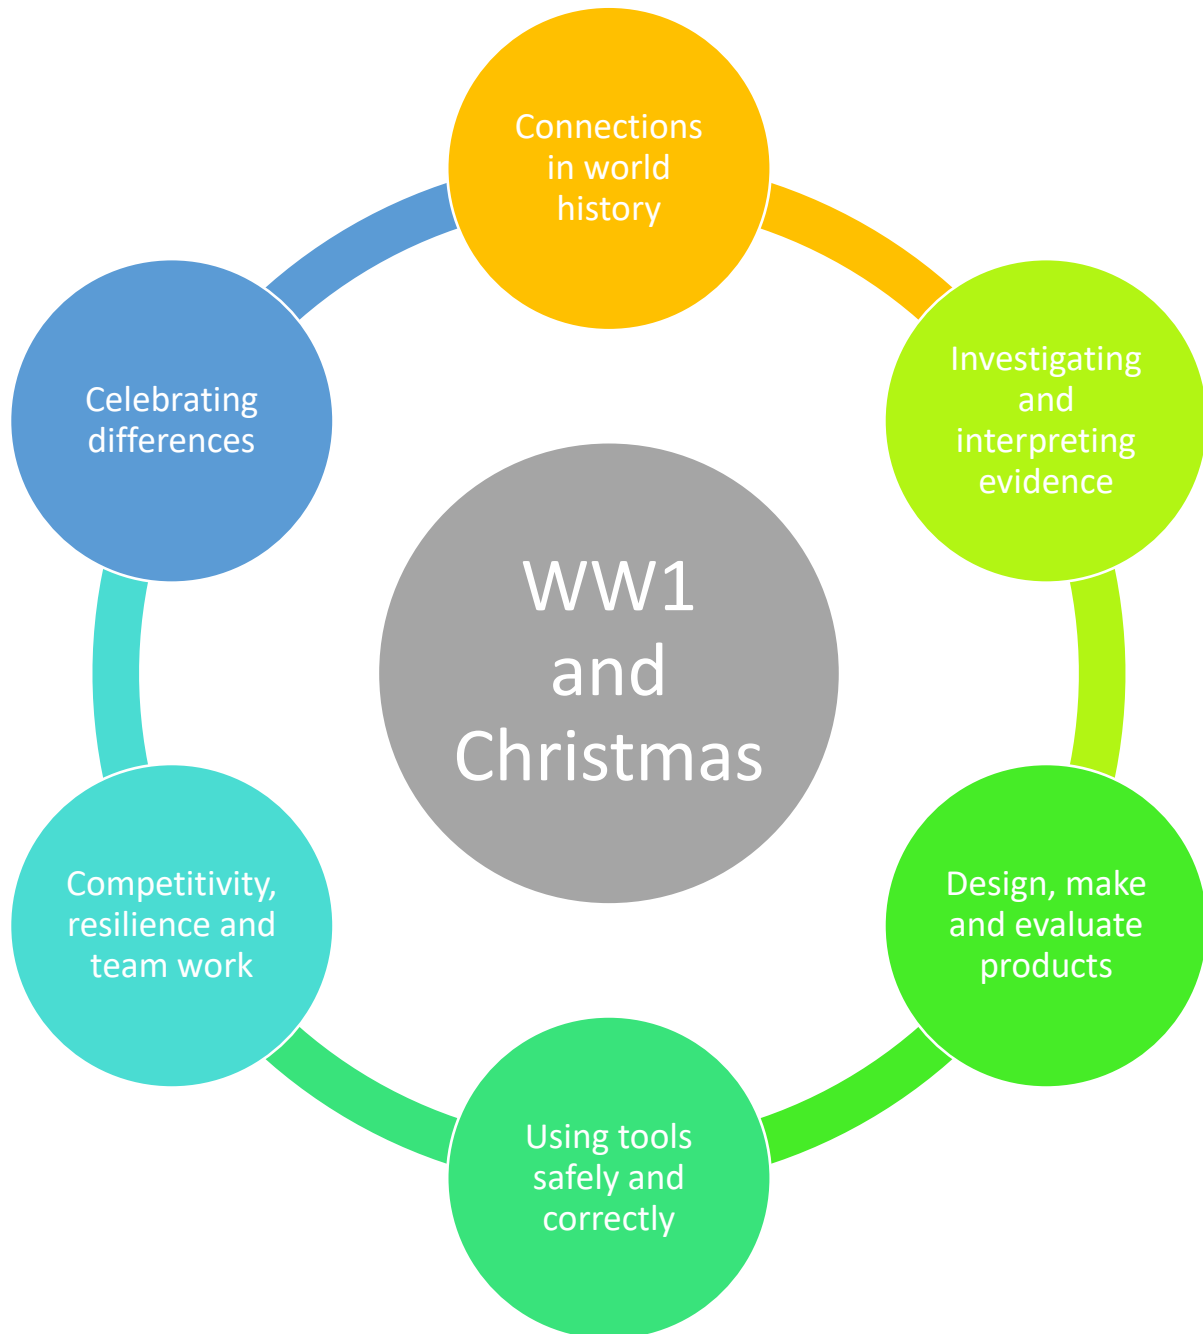 Connections
in world
history
Investigating
and
interpreting
evidence
Design, make
and evaluate
products
Using tools
safely and
correctly
Competitivity,
resilience and
team work
Celebrating
differences
WW1
and
Christmas